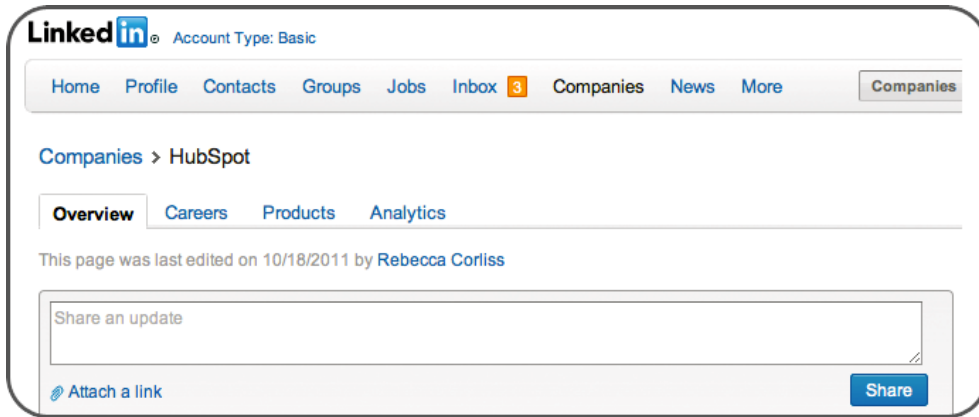 Linked in ® Account Type: Basic
Home Profile Contacts Groups Jobs Inbox 3 Companies News More Companies
Companies > HubSpot
Overview Careers Products Analytics
This page was last edited on 10/18/2011 by Rebecca Corliss
Share an update
Attach a link Share